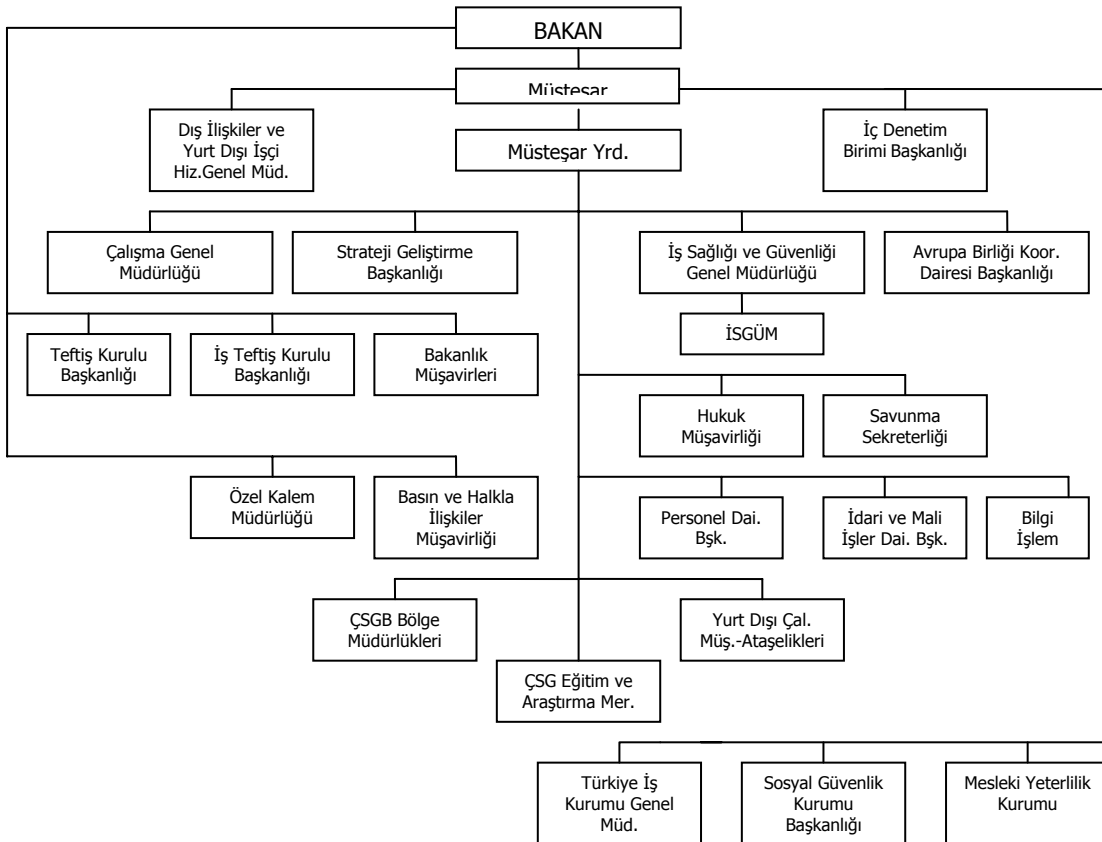 BAKAN
Müsteşar
Dış İlişkiler ve
Yurt Dışı İşçi
Hiz.Genel Müd.
Müsteşar Yrd.
İç Denetim
Birimi Başkanlığı
Çalışma Genel
Müdürlüğü
Strateji Geliştirme
Başkanlığı
İş Sağlığı ve Güvenliği
Genel Müdürlüğü
Avrupa Birliği Koor.
Dairesi Başkanlığı
İSGÜM
Teftiş Kurulu
Başkanlığı
İş Teftiş Kurulu
Başkanlığı
Bakanlık
Müşavirleri
Hukuk
Müşavirliği
Savunma
Sekreterliği
Özel Kalem
Müdürlüğü
Basın ve Halkla
İlişkiler
Müşavirliği
Personel Dai.
Bşk.
İdari ve Mali
İşler Dai. Bşk.
Bilgi
İşlem
ÇSGB Bölge
Müdürlükleri
Yurt Dışı Çal.
Müş.-Ataşelikleri
ÇSG Eğitim ve
Araştırma Mer.
Türkiye İş
Kurumu Genel
Müd.
Sosyal Güvenlik
Kurumu
Başkanlığı
Mesleki Yeterlilik
Kurumu